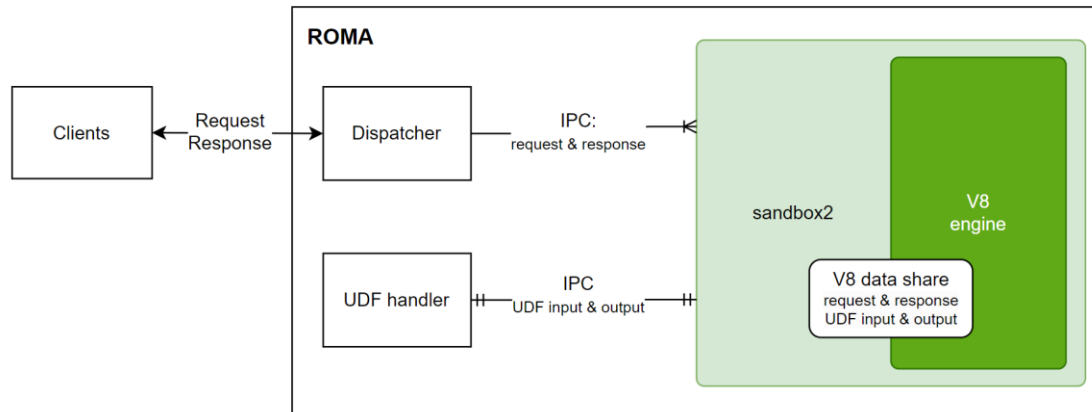 ROMA
Clients
Request
Response
Dispatcher
IPC:
request & response
sandbox2
V8
engine
UDF handler
IPC
UDF input & output
V8 data share
request & response
UDF input & output